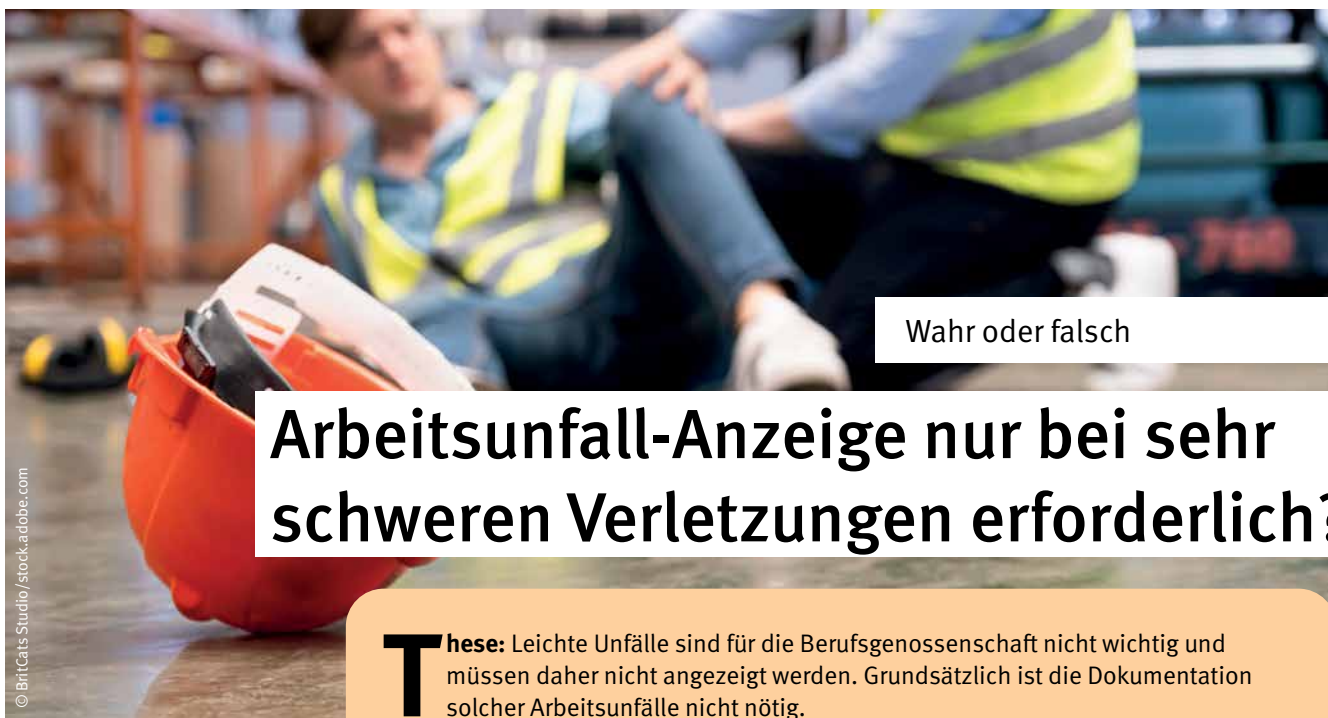 Wahr oder falsch
Arbeitsunfall-Anzeige nur bei sehr
schweren Verletzungen erforderlich?
These: Leichte Unfälle sind für die Berufsgenossenschaft nicht wichtig und
müssen daher nicht angezeigt werden. Grundsätzlich ist die Dokumentation
solcher Arbeitsunfälle nicht nötig.
© BritCats Studio/stock.adobe.com